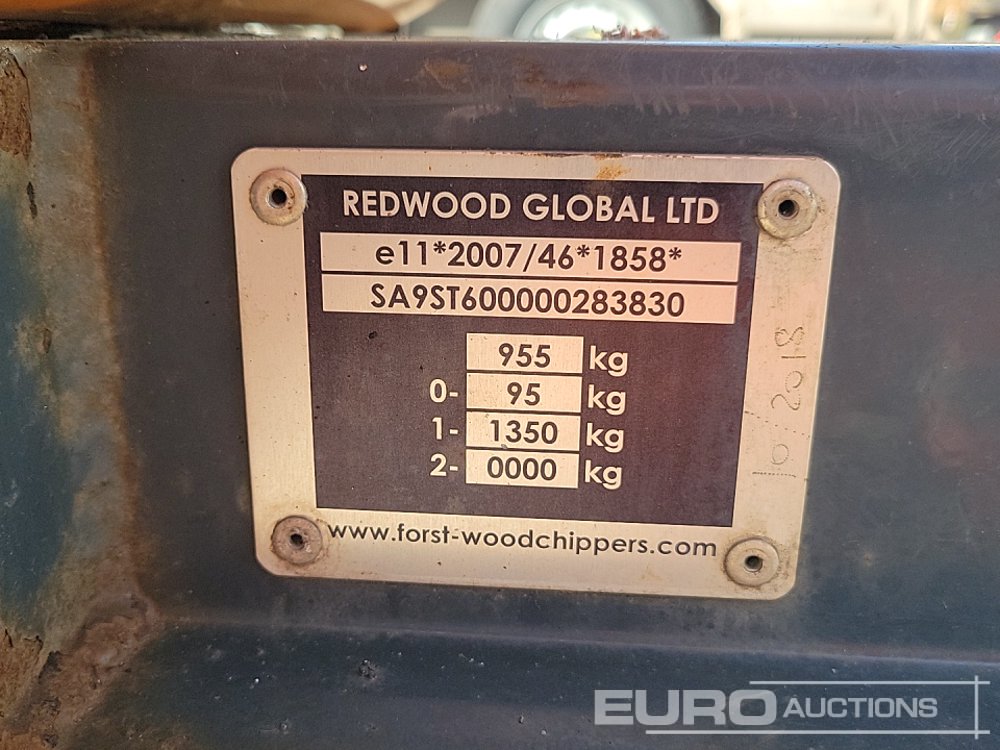 REDWOOD GLOBAL LTD
e11*2007/46*1858*
SA9ST600000283830
955 kg
0- 95 kg
1- 1350 kg
2- 0000 kg
www.forst-woodchippers.com
10/2018
EURO AUCTIONS